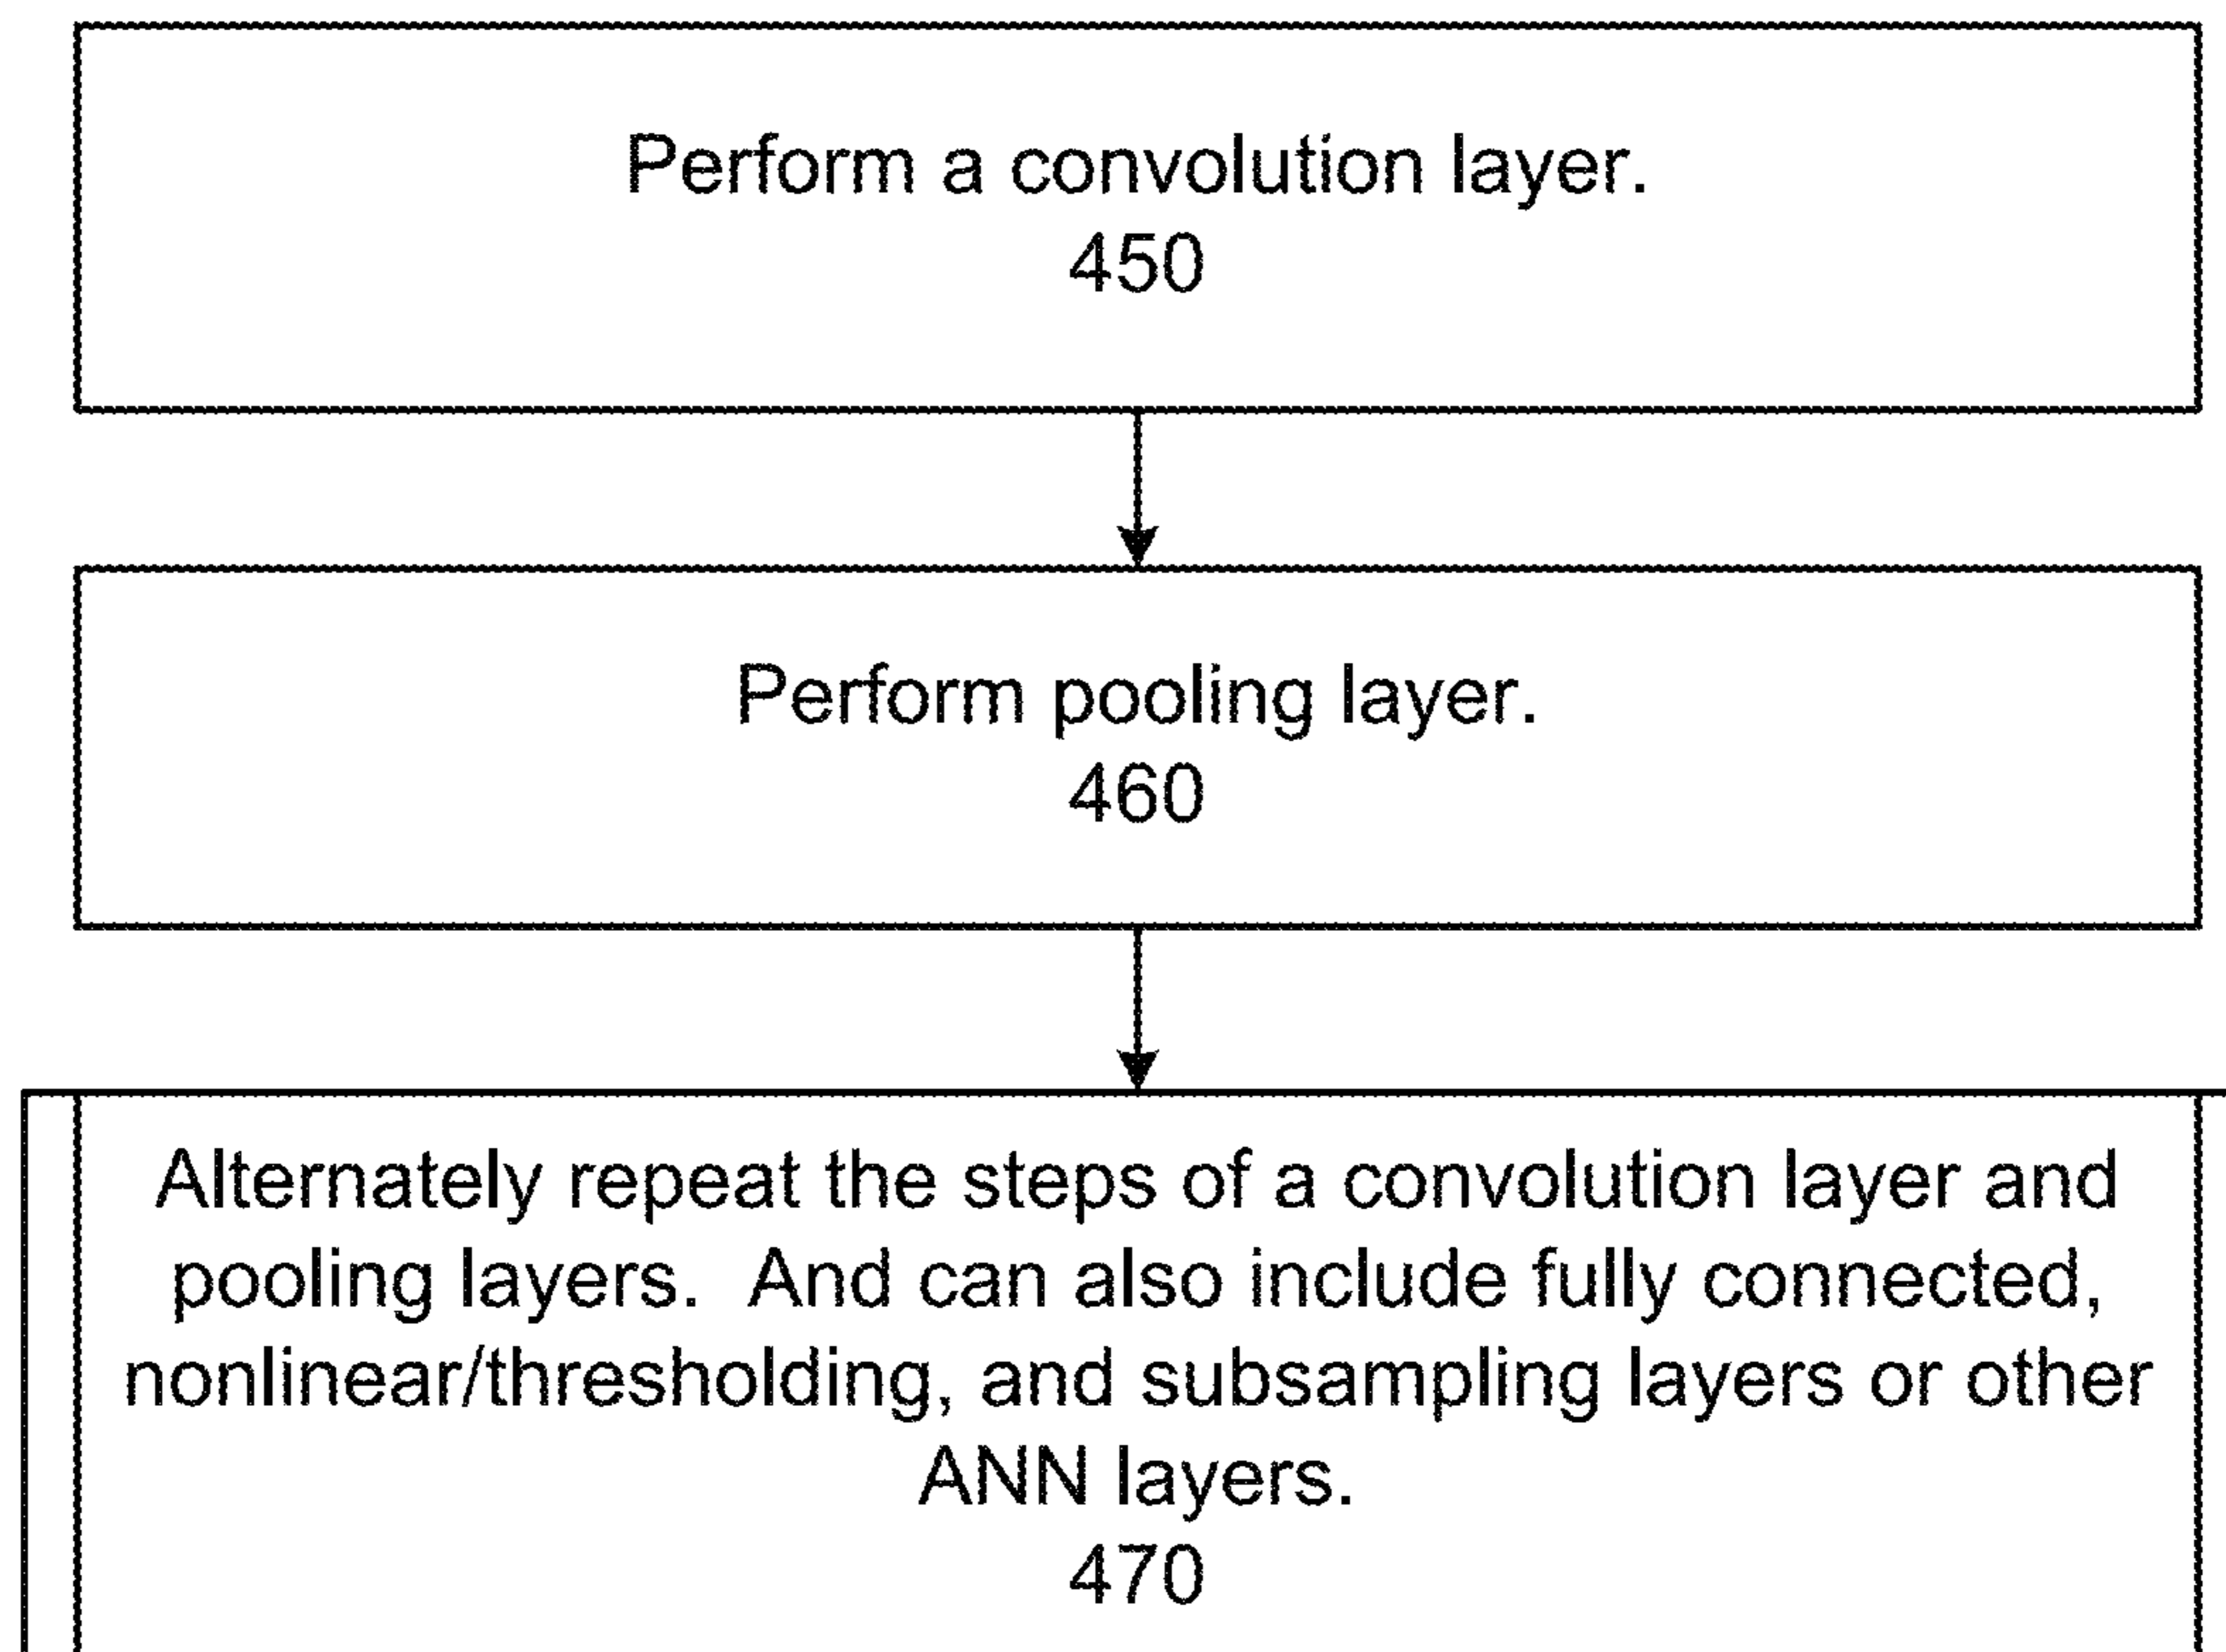 Perform a convolution layer.
450
Perform pooling layer.
460
Alternately repeat the steps of a convolution layer and
pooling layers.  And can also include fully connected,
nonlinear/thresholding, and subsampling layers or other
ANN layers.
470